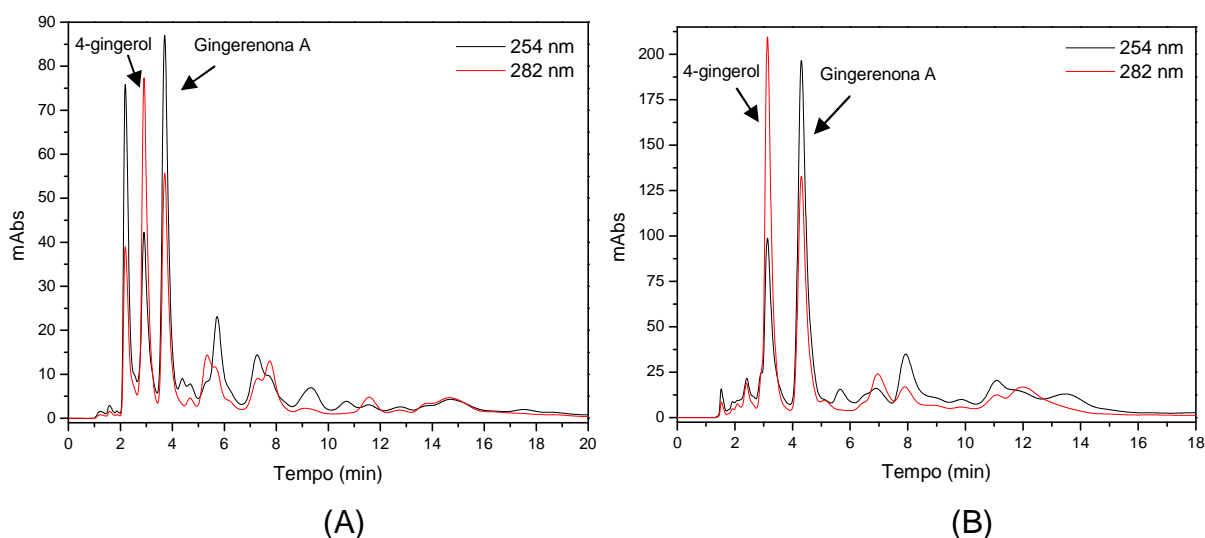 4-gingerol
Gingerenona A
254 nm
282 nm
mAbs
90
80
70
60
50
40
30
20
10
0
0 2 4 6 8 10 12 14 16 18 20
Tempo (min)
(A)
4-gingerol
Gingerenona A
254 nm
282 nm
mAbs
200
175
150
125
100
75
50
25
0
0 2 4 6 8 10 12 14 16 18
Tempo (min)
(B)